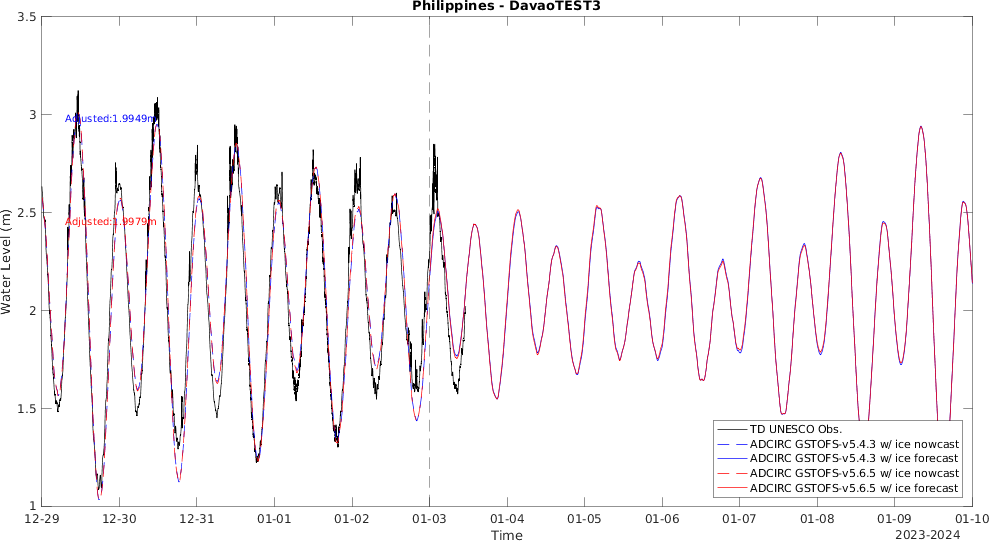 Philippines - DavaoTEST3
3.5
3
2.5
2
1.5
1
Water Level (m)
Adjusted:1.9949m
Adjusted:1.9979m
TD UNESCO Obs.
ADCIRC GSTOFS-v5.4.3 w/ ice nowcast
ADCIRC GSTOFS-v5.4.3 w/ ice forecast
ADCIRC GSTOFS-v5.6.5 w/ ice nowcast
ADCIRC GSTOFS-v5.6.5 w/ ice forecast
12-29 12-30 12-31 01-01 01-02 01-03 01-04 01-05 01-06 01-07 01-08 01-09 01-10
Time
2023-2024